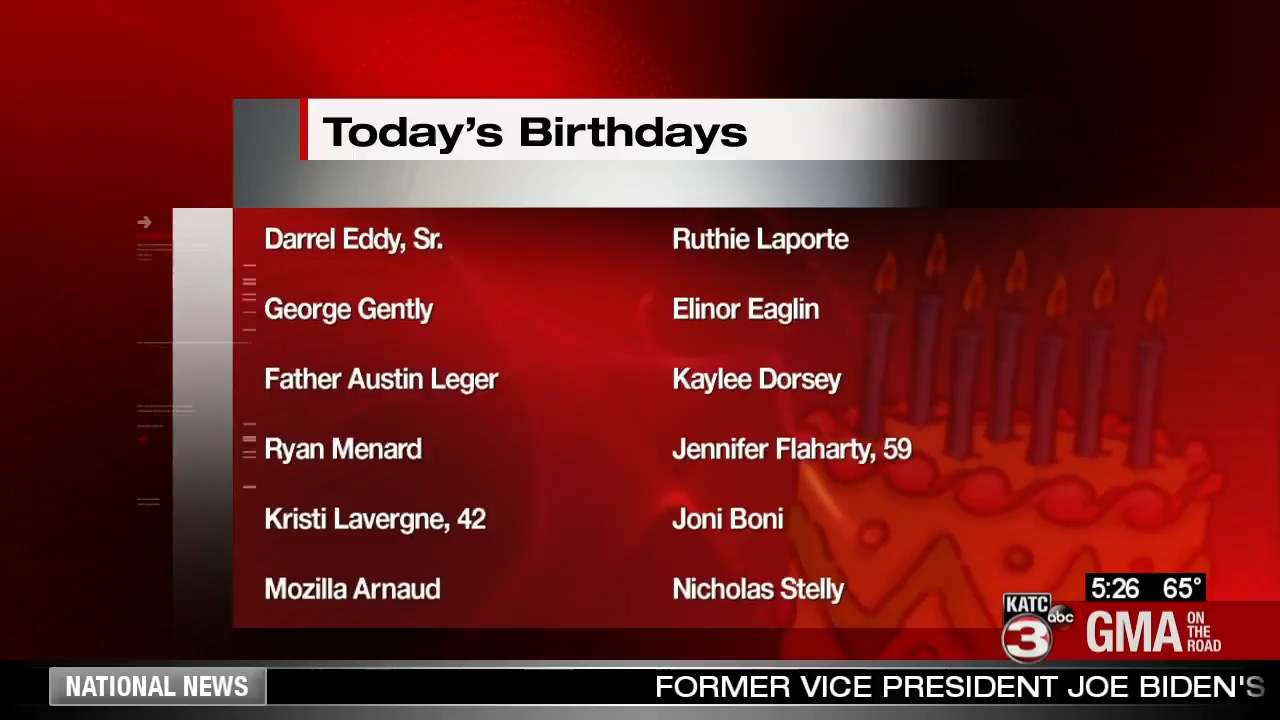 Today's Birthdays
Darrel Eddy, Sr.
Ruthie Laporte
George Gently
Elinor Eaglin
Father Austin Leger
Kaylee Dorsey
Ryan Menard
Jennifer Flaharty, 59
Kristi Lavergne, 42
Joni Boni
Mozilla Arnaud
Nicholas Stelly
5:26 65°
KATC
3
abc
GMA
ON
THE
ROAD
NATIONAL NEWS
FORMER VICE PRESIDENT JOE BIDEN'S